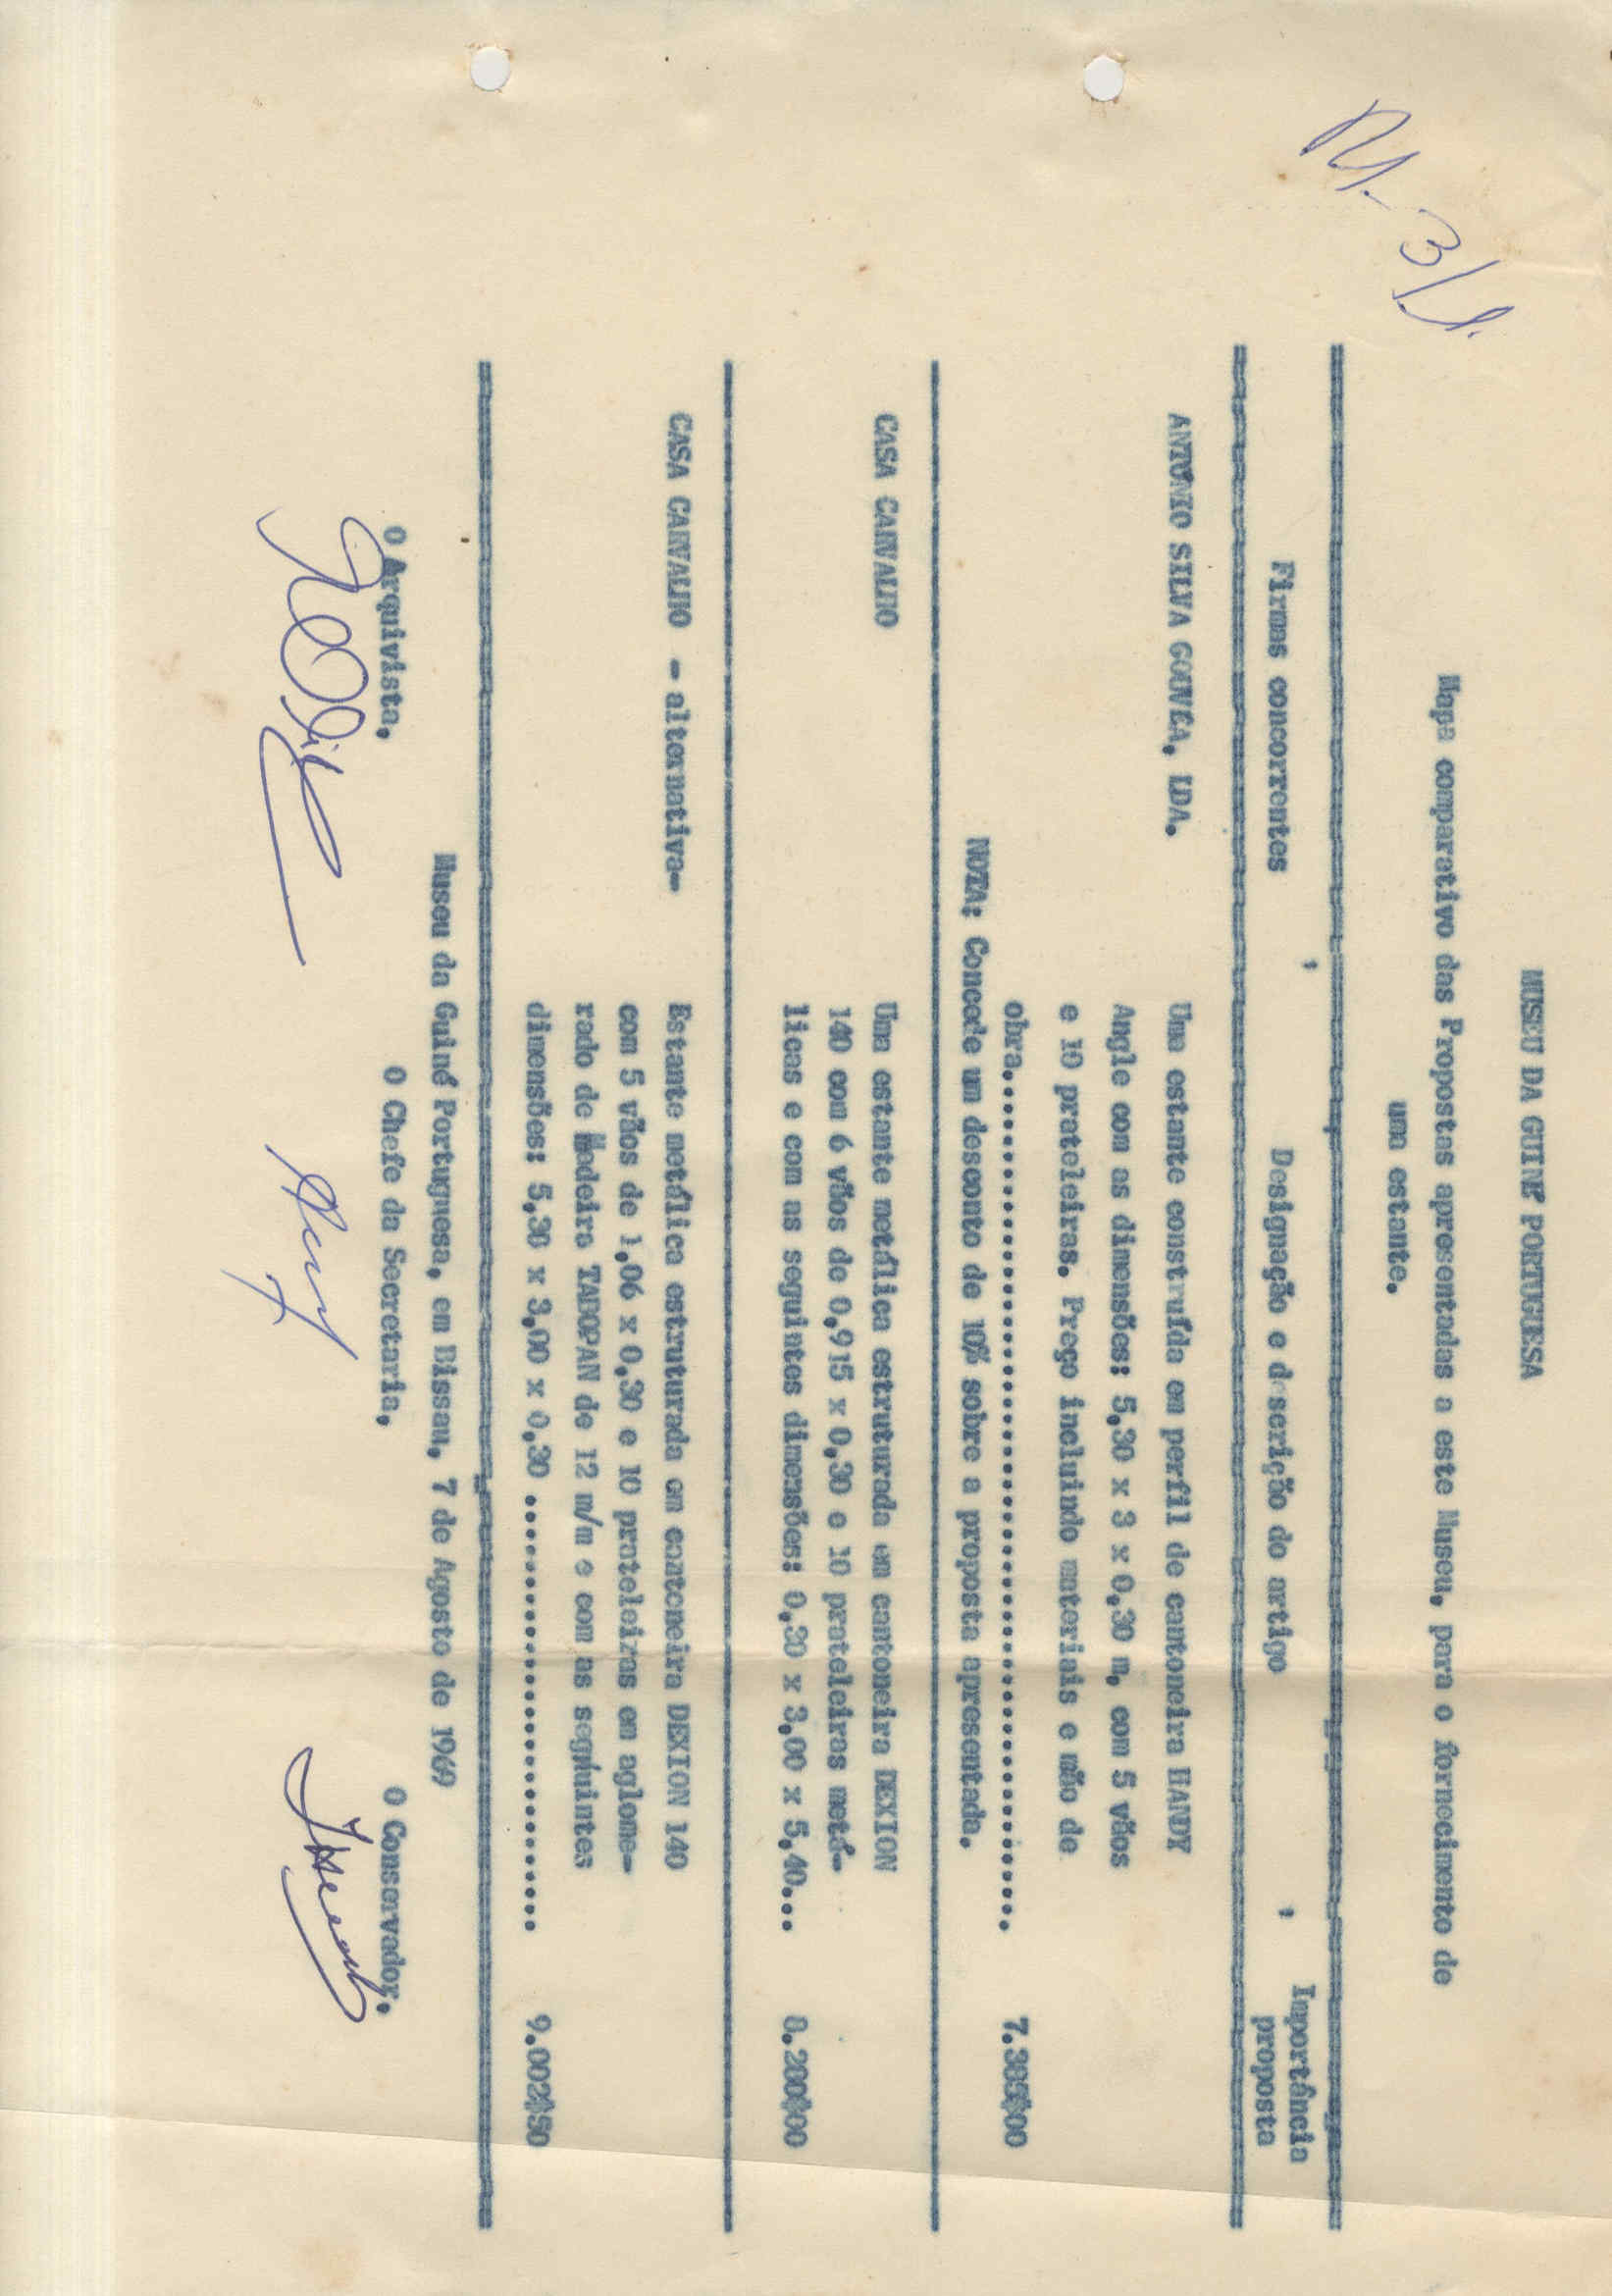 M-3/1.
MUSEU DA GUINÉ PORTUGUESA
Mapa comparativo das Propostas apresentadas a este Museu, para o fornecimento de
uma estante.
Firmas concorrentes , Designação e descrição do artigo , Importância proposta
ANTÓNIO SILVA GOUVEA, LDA. Uma estante construída em perfil de cantoneira HANDY
Angle com as dimensões: 5,30 x 3 x 0,30 m, com 5 vãos
e 10 prateleiras. Preço incluindo materiais e mão de
obra........................................ 7.385$00
NOTA: Concede um desconto de 10% sobre a proposta apresentada.
CASA CARVALHO Uma estante metálica estruturada em cantoneira DEXION
140 com 6 vãos de 0,915 x 0,30 e 10 prateleiras metá-
licas e com as seguintes dimensões: 0,30 x 3,00 x 5,40... 8.200$00
CASA CARVALHO - alternativa- Estante metálica estruturada em cantoneira DEXION 140
com 5 vãos de 1,06 x 0,30 e 10 prateleiras em aglome-
rado de Madeira TABOPAN de 12 m/m e com as seguintes
dimensões: 5,30 x 3,00 x 0,30 .................... 9.002$50
Museu da Guiné Portuguesa, em Bissau, 7 de Agosto de 1969
O Arquivista, O Chefe da Secretaria, O Conservador.